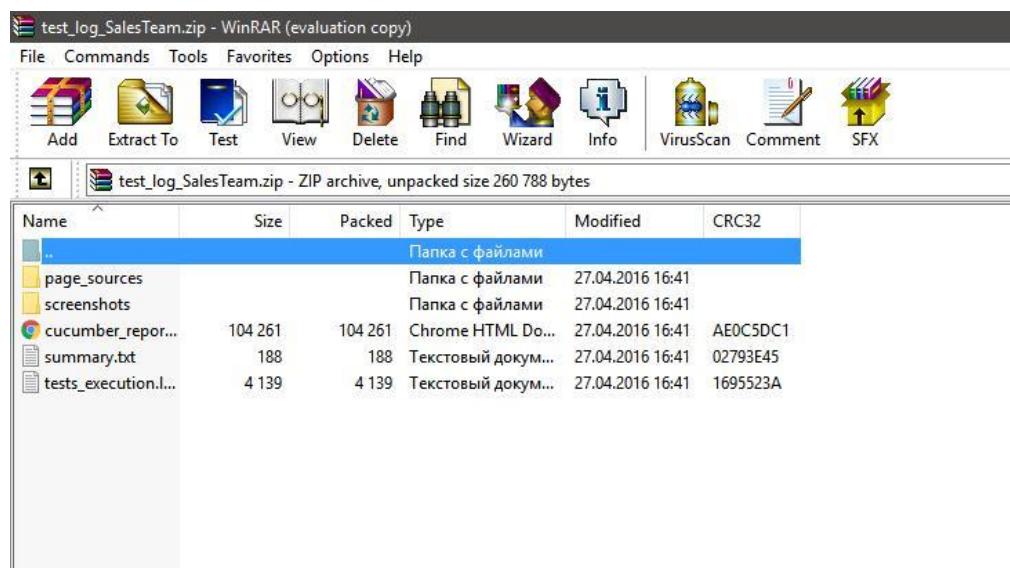 test_log_SalesTeam.zip - WinRAR (evaluation copy)
File Commands Tools Favorites Options Help
Add Extract To Test View Delete Find Wizard Info VirusScan Comment SFX
test_log_SalesTeam.zip - ZIP archive, unpacked size 260 788 bytes
Name Size Packed Type Modified CRC32
.. Папка с файлами
page_sources Папка с файлами 27.04.2016 16:41
screenshots Папка с файлами 27.04.2016 16:41
cucumber_repor... 104 261 104 261 Chrome HTML Do... 27.04.2016 16:41 AE0C5DC1
summary.txt 188 188 Текстовый докум... 27.04.2016 16:41 02793E45
tests_execution.l... 4 139 4 139 Текстовый докум... 27.04.2016 16:41 1695523A